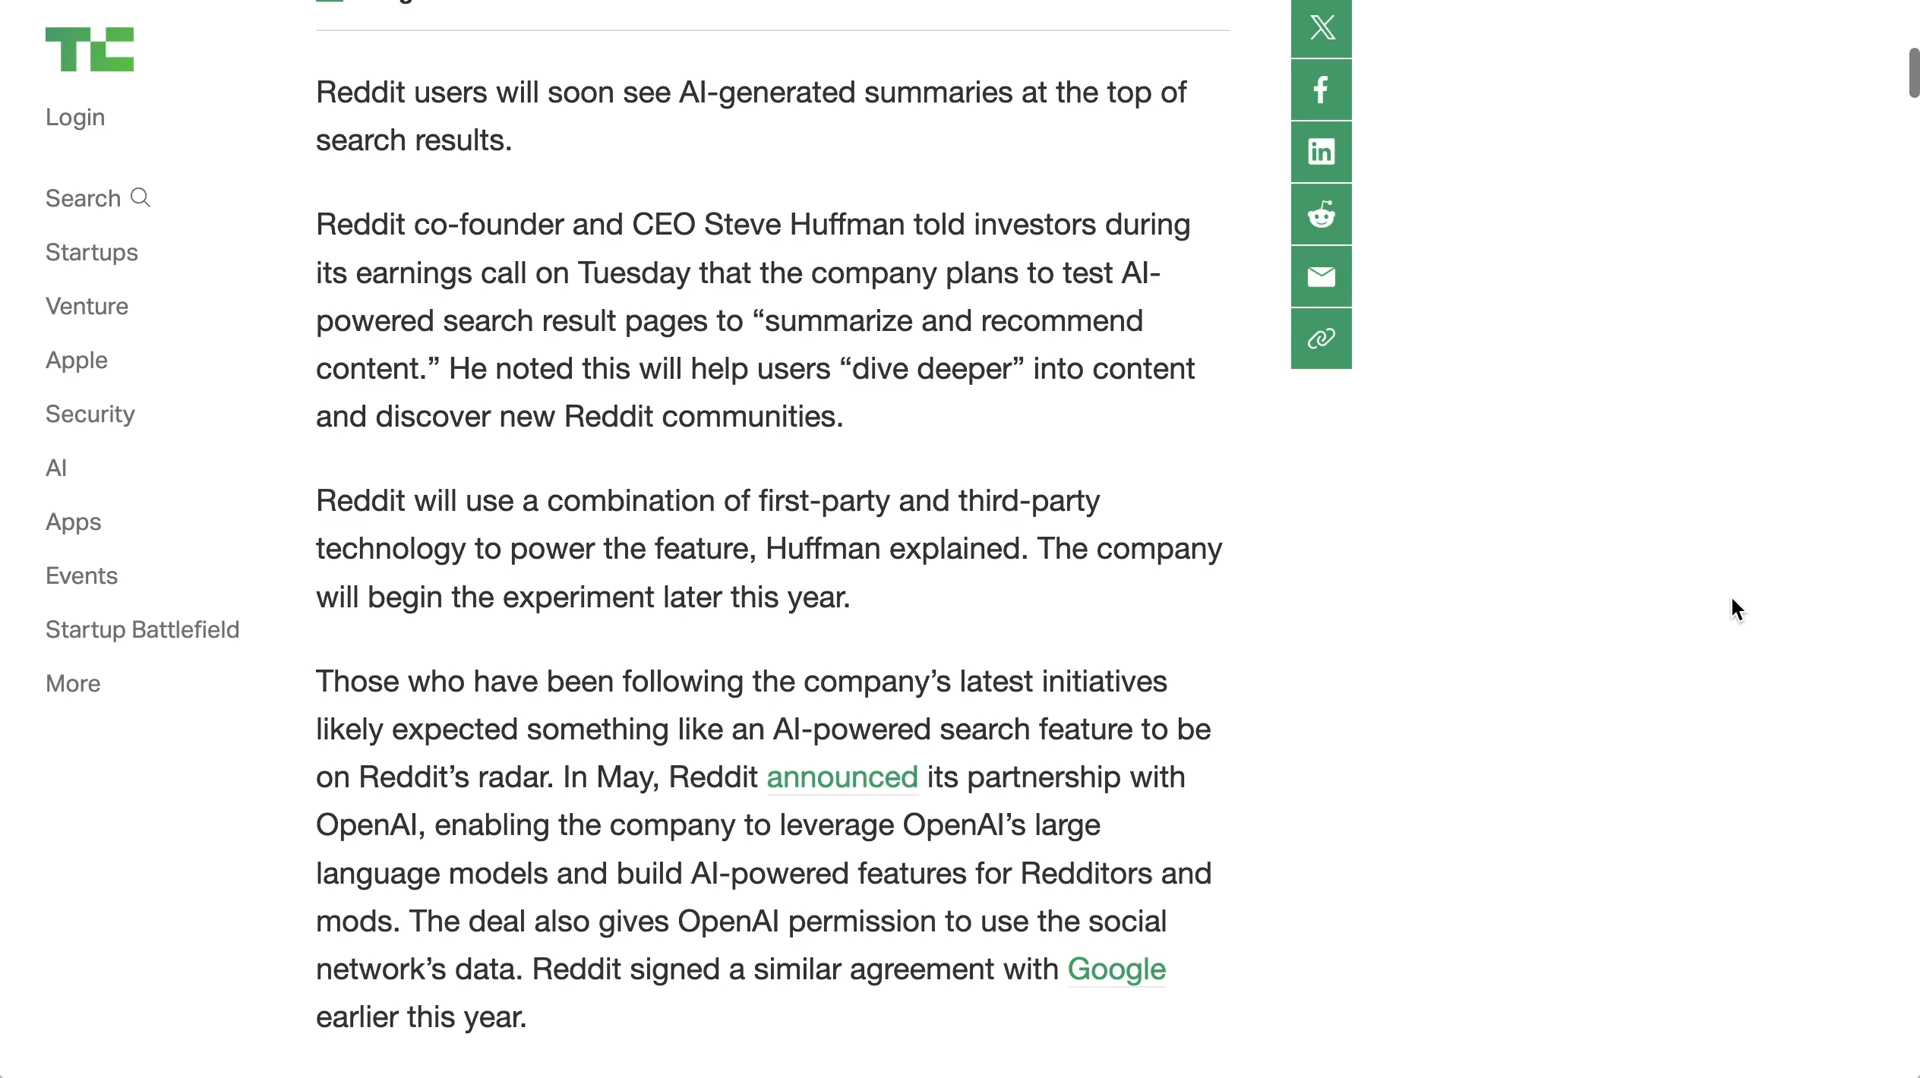 TC
Login
Search
Startups
Venture
Apple
Security
AI
Apps
Events
Startup Battlefield
More
Reddit users will soon see AI-generated summaries at the top of
search results.
Reddit co-founder and CEO Steve Huffman told investors during
its earnings call on Tuesday that the company plans to test AI-
powered search result pages to “summarize and recommend
content.” He noted this will help users “dive deeper” into content
and discover new Reddit communities.
Reddit will use a combination of first-party and third-party
technology to power the feature, Huffman explained. The company
will begin the experiment later this year.
Those who have been following the company’s latest initiatives
likely expected something like an AI-powered search feature to be
on Reddit’s radar. In May, Reddit announced its partnership with
OpenAI, enabling the company to leverage OpenAI’s large
language models and build AI-powered features for Redditors and
mods. The deal also gives OpenAI permission to use the social
network’s data. Reddit signed a similar agreement with Google
earlier this year.
X
f
in